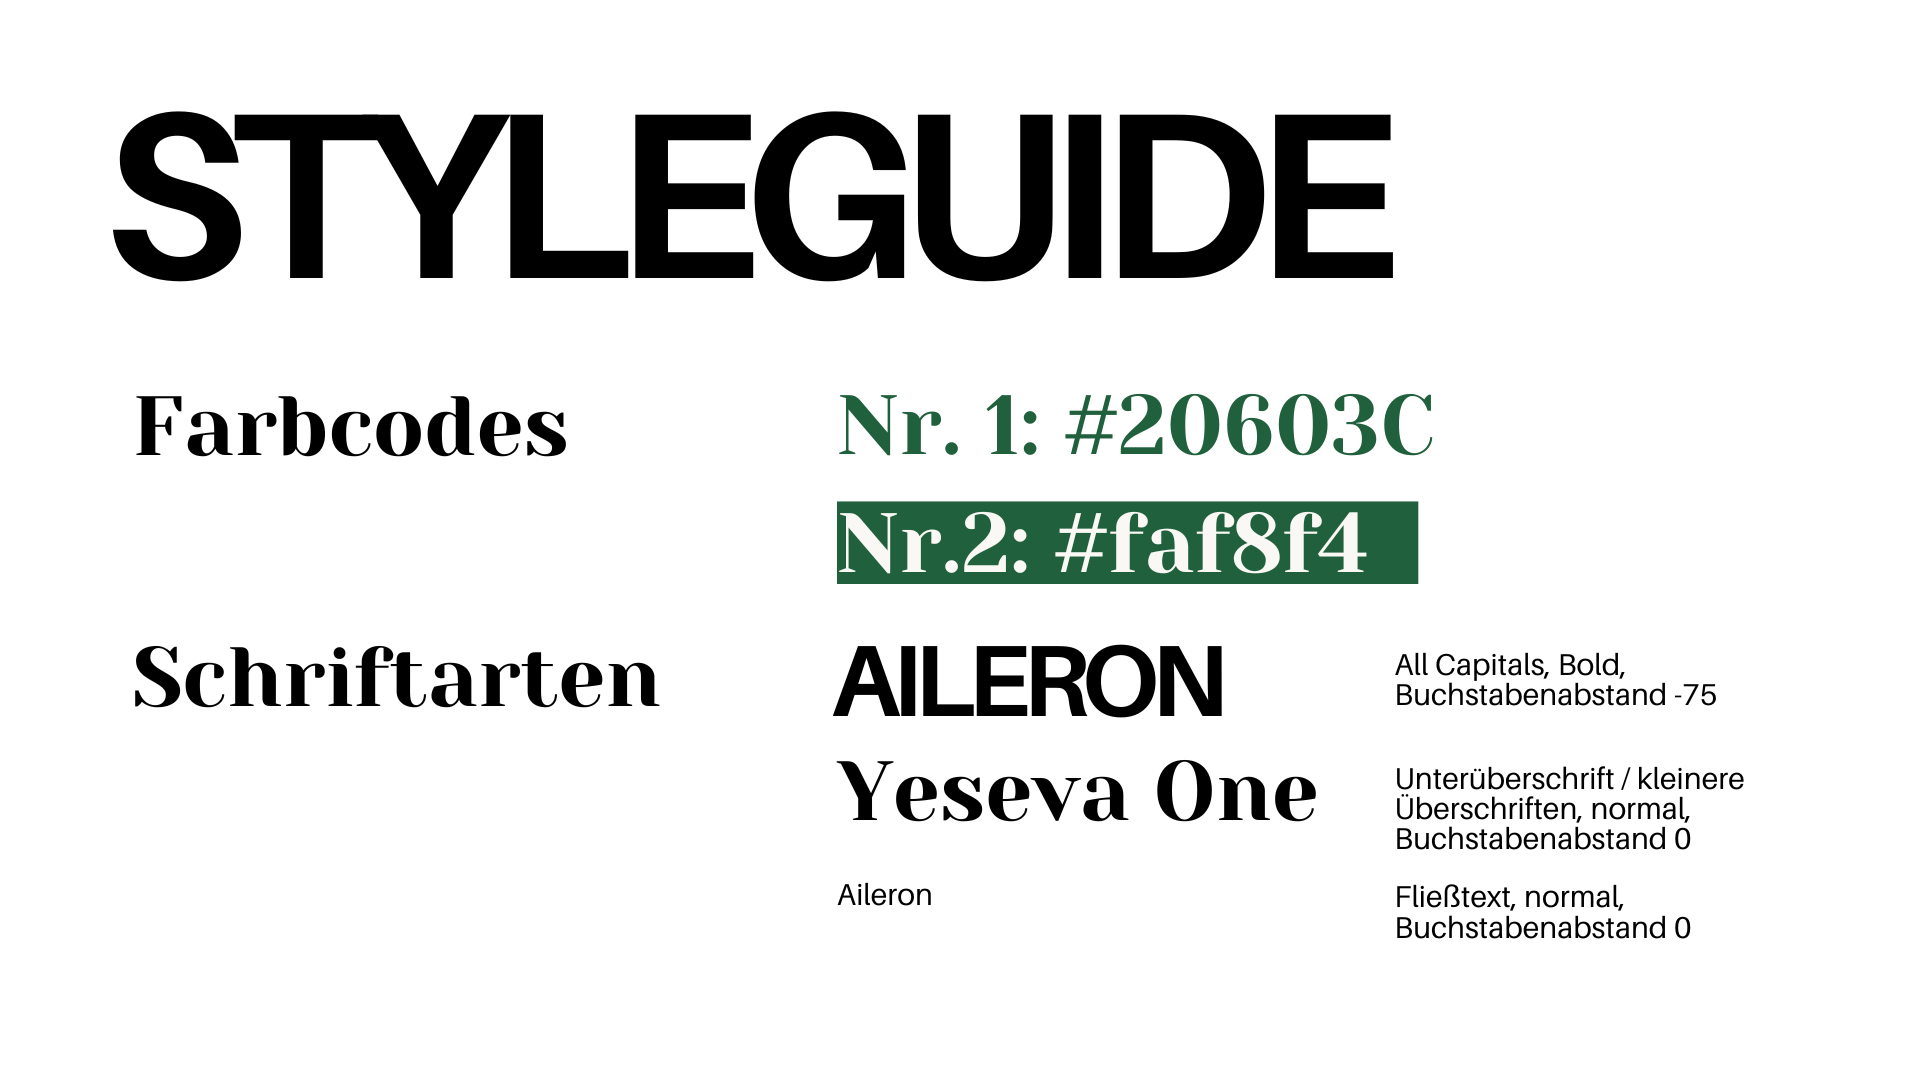 STYLEGUIDE
Farbcodes
Nr. 1: #20603C
Nr.2: #faf8f4
Schriftarten
AILERON
All Capitals, Bold,
Buchstabenabstand -75
Yeseva One
Unterüberschrift / kleinere
Überschriften, normal,
Buchstabenabstand 0
Aileron
Fließtext, normal,
Buchstabenabstand 0